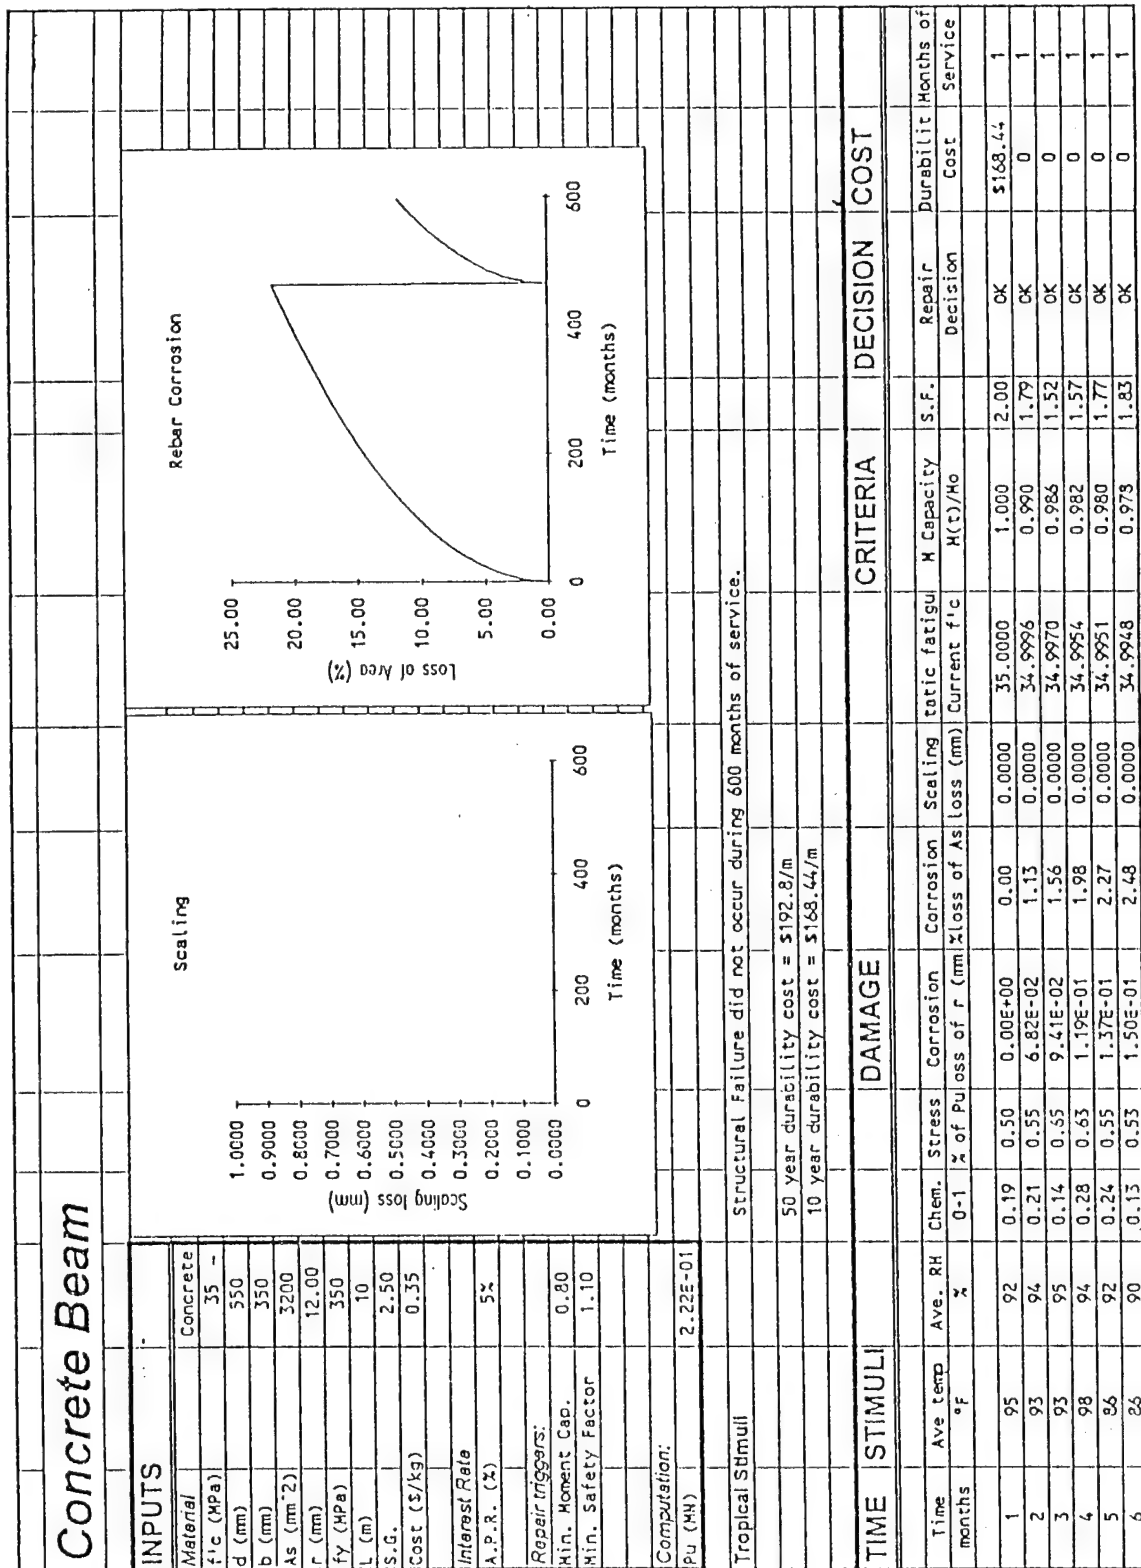 Concrete Beam
INPUTS
Material Concrete
f'c (MPa) 35
d (mm) 550
b (mm) 350
As (mm^2) 3200
r (mm) 12.00
fy (MPa) 350
L (m) 10
S.G. 2.50
Cost ($/kg) 0.35
Interest Rate
A.P.R. (%) 5%
Repair triggers:
Min. Moment Cap. 0.80
Min. Safety Factor 1.10
Computation:
Pu (MN) 2.22E-01
Scaling
Scaling loss (mm)
1.0000
0.9000
0.8000
0.7000
0.6000
0.5000
0.4000
0.3000
0.2000
0.1000
0.0000
0 200 400 600
Time (months)
Rebar Corrosion
Loss of Area (%)
25.00
20.00
15.00
10.00
5.00
0.00
0 200 400 600
Time (months)
Tropical Stimuli
Structural Failure did not occur during 600 months of service.
50 year durability cost = $192.8/m
10 year durability cost = $168.44/m
TIME STIMULI DAMAGE CRITERIA DECISION COST
Time Ave temp Ave. RH Chem. Stress Corrosion Corrosion Scaling tatic fatigu M Capacity S.F. Repair Durabilit Months of
months °F % 0-1 % of Pu oss of r (mm %loss of As loss (mm) Current f'c M(t)/Mo Decision Cost Service
1 95 92 0.19 0.50 0.00E+00 0.00 0.0000 35.0000 1.000 2.00 OK $168.44 1
2 93 94 0.21 0.55 6.82E-02 1.13 0.0000 34.9996 0.990 1.79 OK 0 1
3 93 95 0.14 0.65 9.41E-02 1.56 0.0000 34.9970 0.986 1.52 OK 0 1
4 98 94 0.28 0.63 1.19E-01 1.98 0.0000 34.9954 0.982 1.57 OK 0 1
5 86 92 0.24 0.55 1.37E-01 2.27 0.0000 34.9951 0.980 1.77 OK 0 1
6 86 90 0.13 0.53 1.50E-01 2.48 0.0000 34.9948 0.973 1.83 OK 0 1